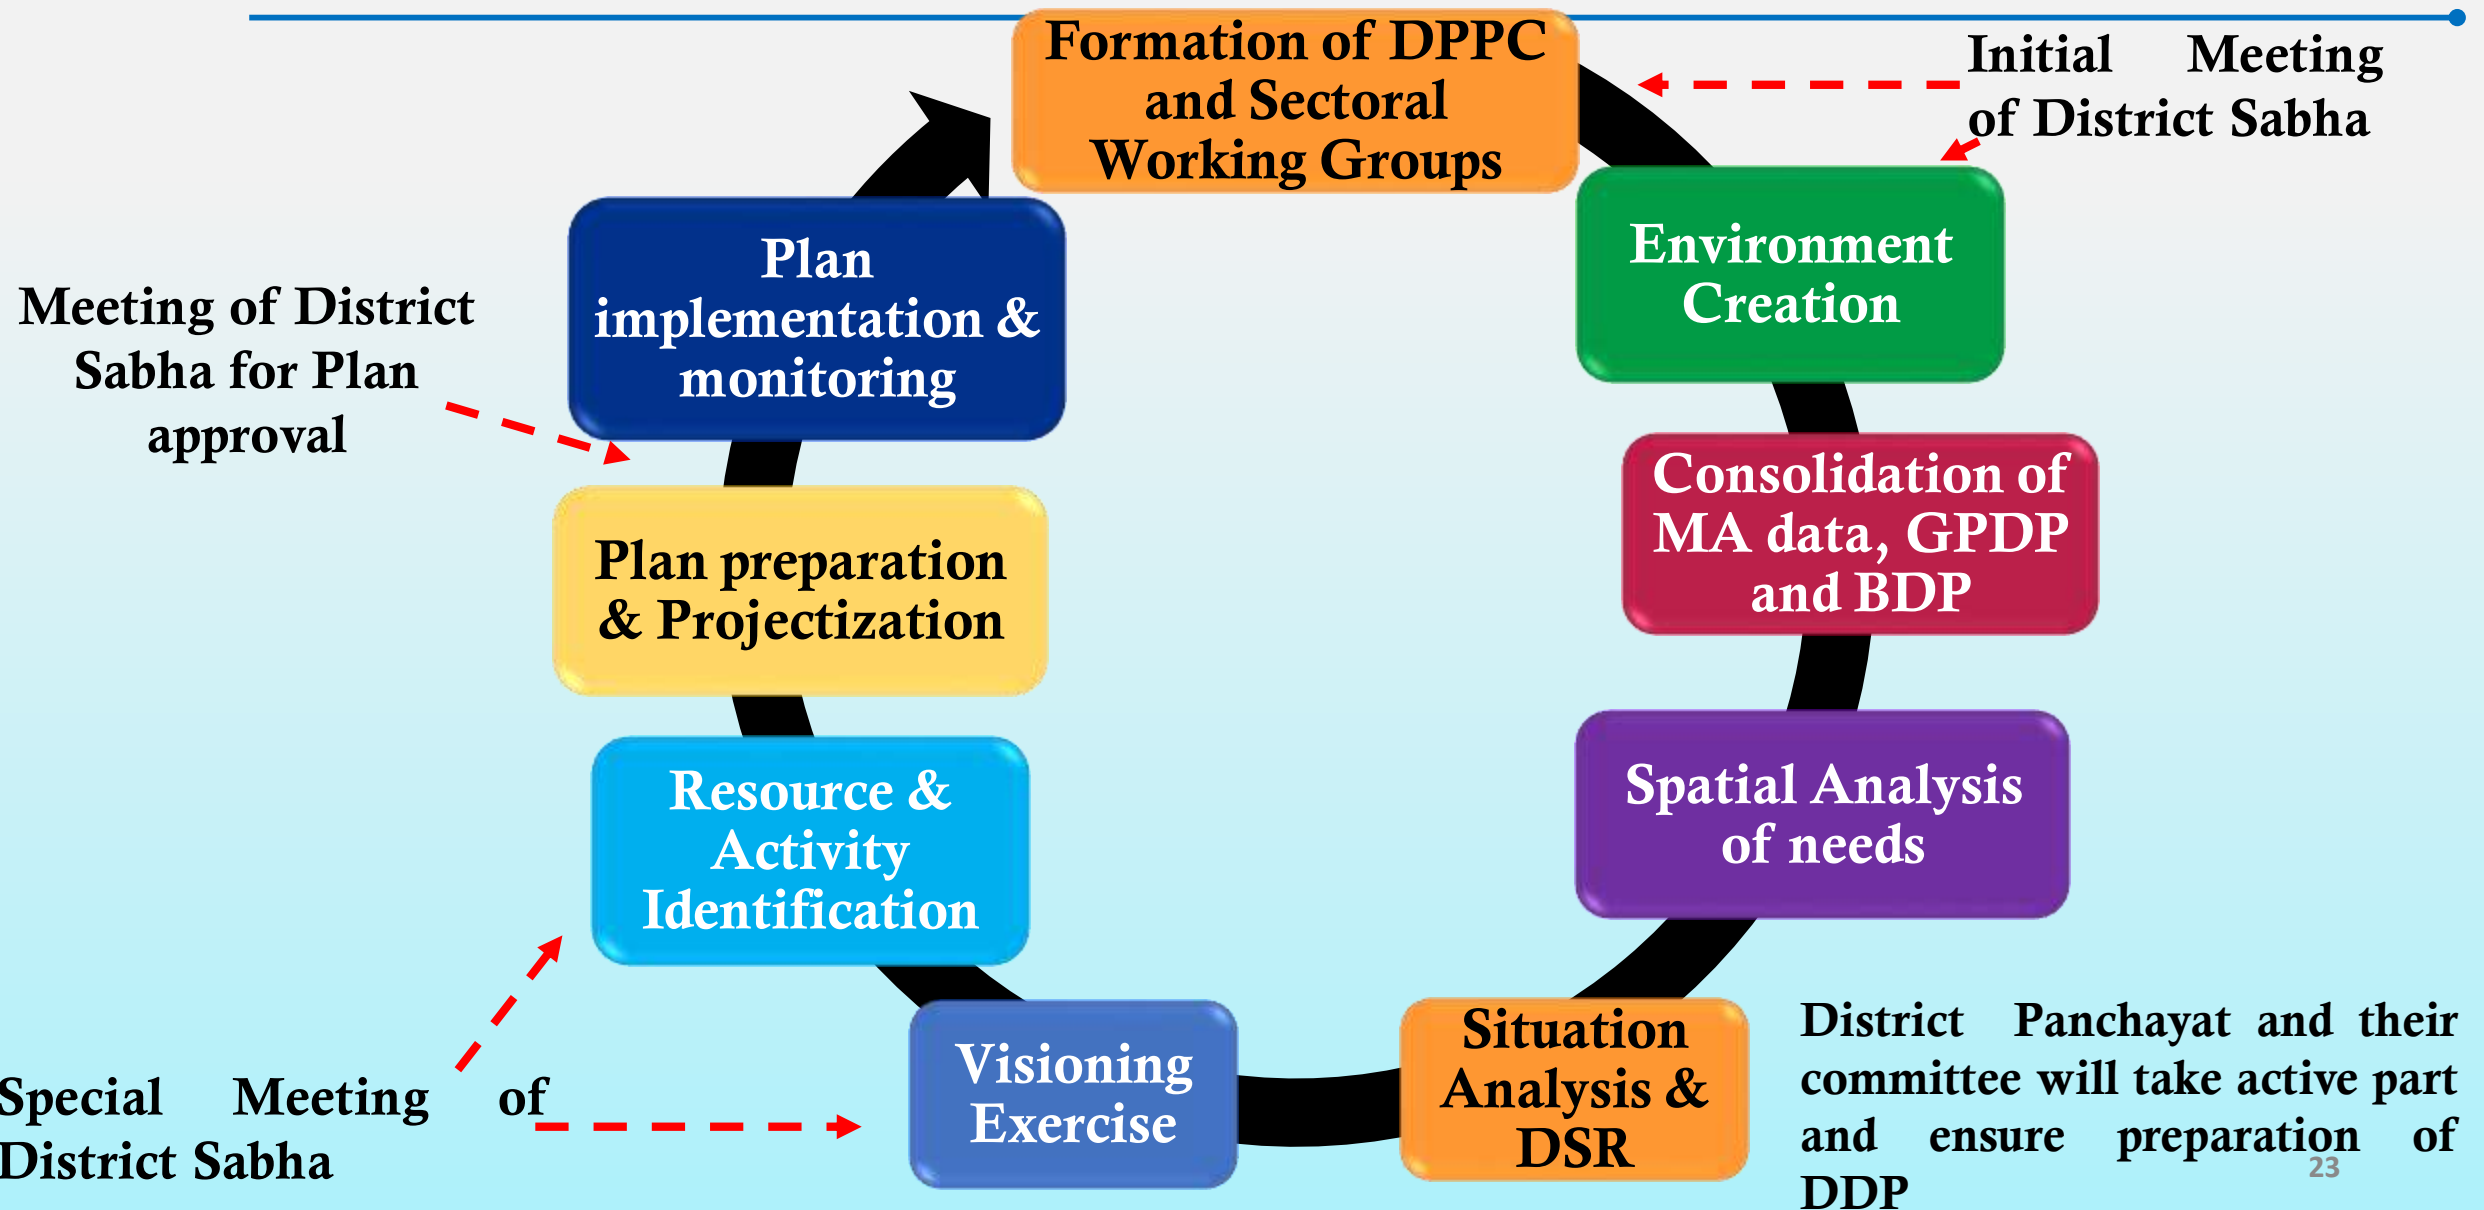 Formation of DPPC
and Sectoral
Working Groups
Initial Meeting
of District Sabha
Environment
Creation
Consolidation of
MA data, GPDP
and BDP
Spatial Analysis
of needs
Situation
Analysis &
DSR
District Panchayat and their
committee will take active part
and ensure preparation of
DDP
23
Visioning
Exercise
Special Meeting of
District Sabha
Resource &
Activity
Identification
Plan preparation
& Projectization
Meeting of District
Sabha for Plan
approval
Plan
implementation &
monitoring